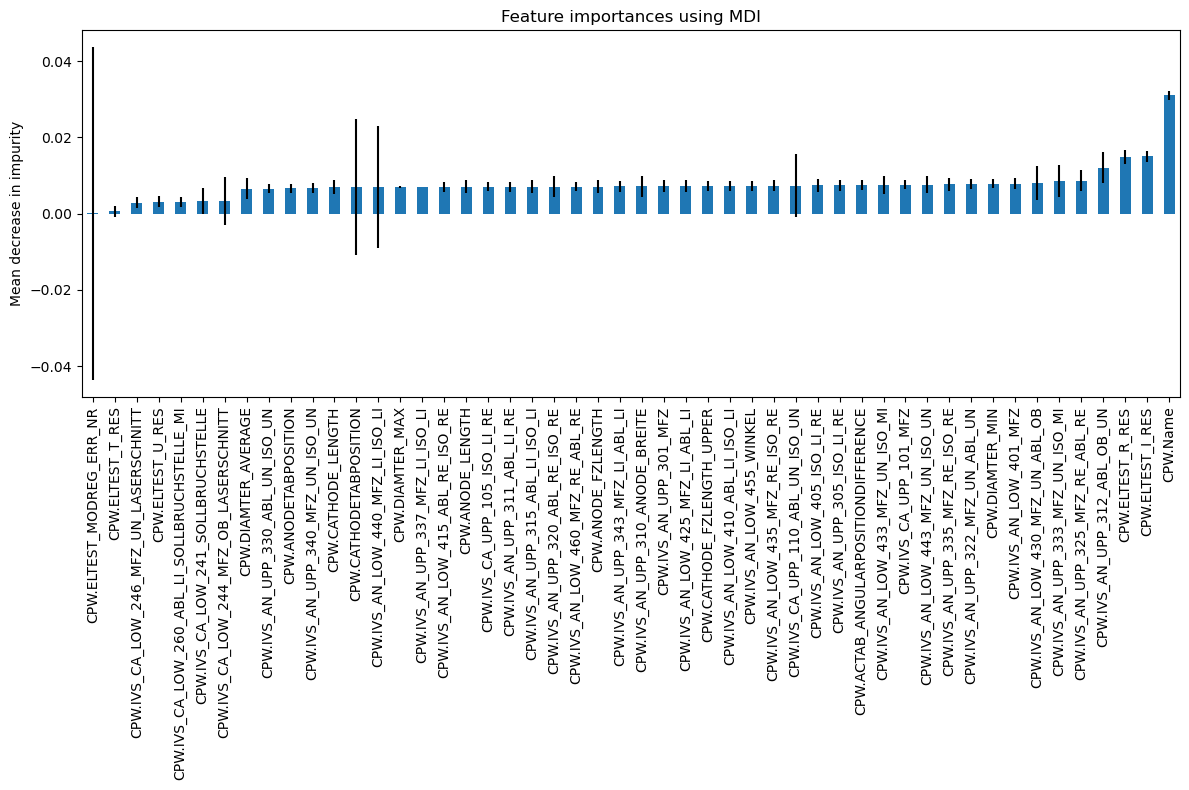 Feature importances using MDI
Mean decrease in impurity
0.04
0.02
0.00
−0.02
−0.04
CPW.ELTEST_MODREG_ERR_NR
CPW.ELTEST_T_RES
CPW.IVS_CA_LOW_246_MFZ_UN_LASERSCHNITT
CPW.ELTEST_U_RES
CPW.IVS_CA_LOW_260_ABL_LI_SOLLBRUCHSTELLE_MI
CPW.IVS_CA_LOW_241_SOLLBRUCHSTELLE
CPW.IVS_CA_LOW_244_MFZ_OB_LASERSCHNITT
CPW.DIAMTER_AVERAGE
CPW.IVS_AN_UPP_330_ABL_UN_ISO_UN
CPW.ANODETABPOSITION
CPW.IVS_AN_UPP_340_MFZ_UN_ISO_UN
CPW.CATHODE_LENGTH
CPW.CATHODETABPOSITION
CPW.IVS_AN_LOW_440_MFZ_LI_ISO_LI
CPW.DIAMTER_MAX
CPW.IVS_AN_UPP_337_MFZ_LI_ISO_LI
CPW.IVS_AN_LOW_415_ABL_RE_ISO_RE
CPW.ANODE_LENGTH
CPW.IVS_CA_UPP_105_ISO_LI_RE
CPW.IVS_AN_UPP_311_ABL_LI_RE
CPW.IVS_AN_UPP_315_ABL_LI_ISO_LI
CPW.IVS_AN_UPP_320_ABL_RE_ISO_RE
CPW.IVS_AN_LOW_460_MFZ_RE_ABL_RE
CPW.ANODE_FZLENGTH
CPW.IVS_AN_UPP_343_MFZ_LI_ABL_LI
CPW.IVS_AN_UPP_310_ANODE_BREITE
CPW.IVS_AN_UPP_301_MFZ
CPW.IVS_AN_LOW_425_MFZ_LI_ABL_LI
CPW.CATHODE_FZLENGTH_UPPER
CPW.IVS_AN_LOW_410_ABL_LI_ISO_LI
CPW.IVS_AN_LOW_455_WINKEL
CPW.IVS_AN_LOW_435_MFZ_RE_ISO_RE
CPW.IVS_CA_UPP_110_ABL_UN_ISO_UN
CPW.IVS_AN_LOW_405_ISO_LI_RE
CPW.IVS_AN_UPP_305_ISO_LI_RE
CPW.ACTAB_ANGULARPOSITIONDIFFERENCE
CPW.IVS_AN_LOW_433_MFZ_UN_ISO_MI
CPW.IVS_CA_UPP_101_MFZ
CPW.IVS_AN_LOW_443_MFZ_UN_ISO_UN
CPW.IVS_AN_UPP_335_MFZ_RE_ISO_RE
CPW.IVS_AN_UPP_322_MFZ_UN_ABL_UN
CPW.DIAMTER_MIN
CPW.IVS_AN_LOW_401_MFZ
CPW.IVS_AN_LOW_430_MFZ_UN_ABL_OB
CPW.IVS_AN_UPP_333_MFZ_UN_ISO_MI
CPW.IVS_AN_UPP_325_MFZ_RE_ABL_RE
CPW.IVS_AN_UPP_312_ABL_OB_UN
CPW.ELTEST_R_RES
CPW.ELTEST_I_RES
CPW.Name